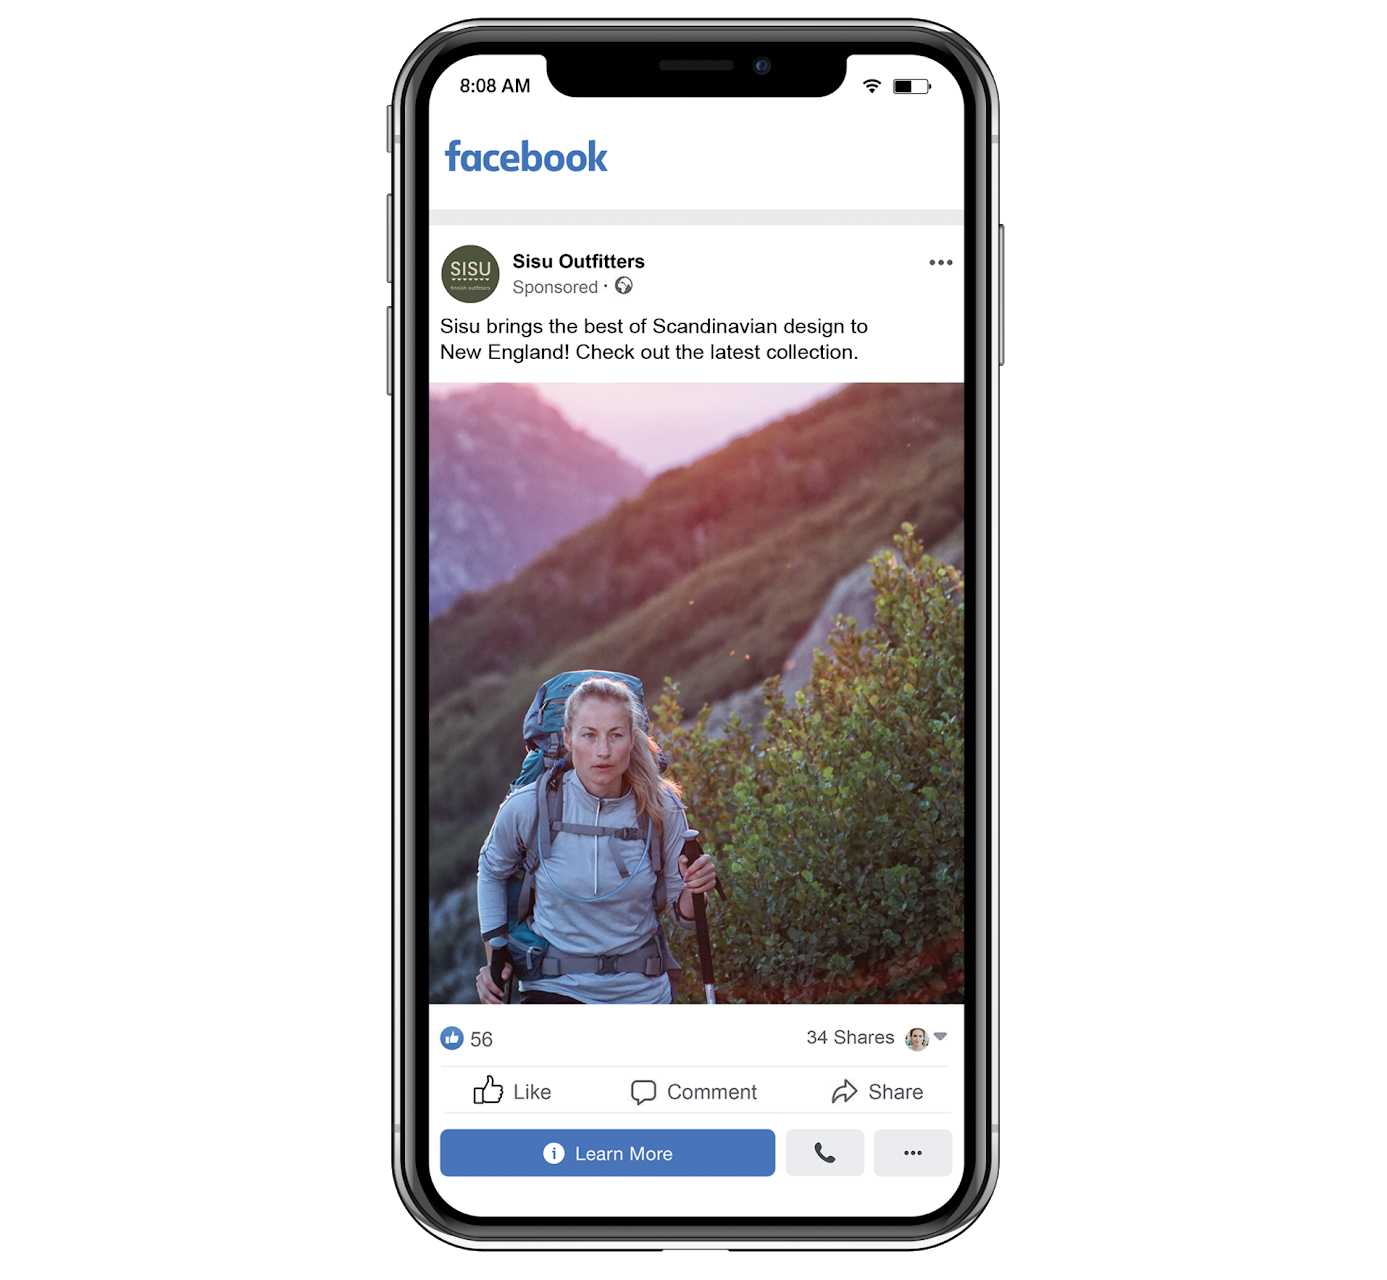 8:08 AM
facebook
SISU
finnish outfitters
Sisu Outfitters
Sponsored ·
Sisu brings the best of Scandinavian design to
New England! Check out the latest collection.
56
34 Shares
Like
Comment
Share
Learn More